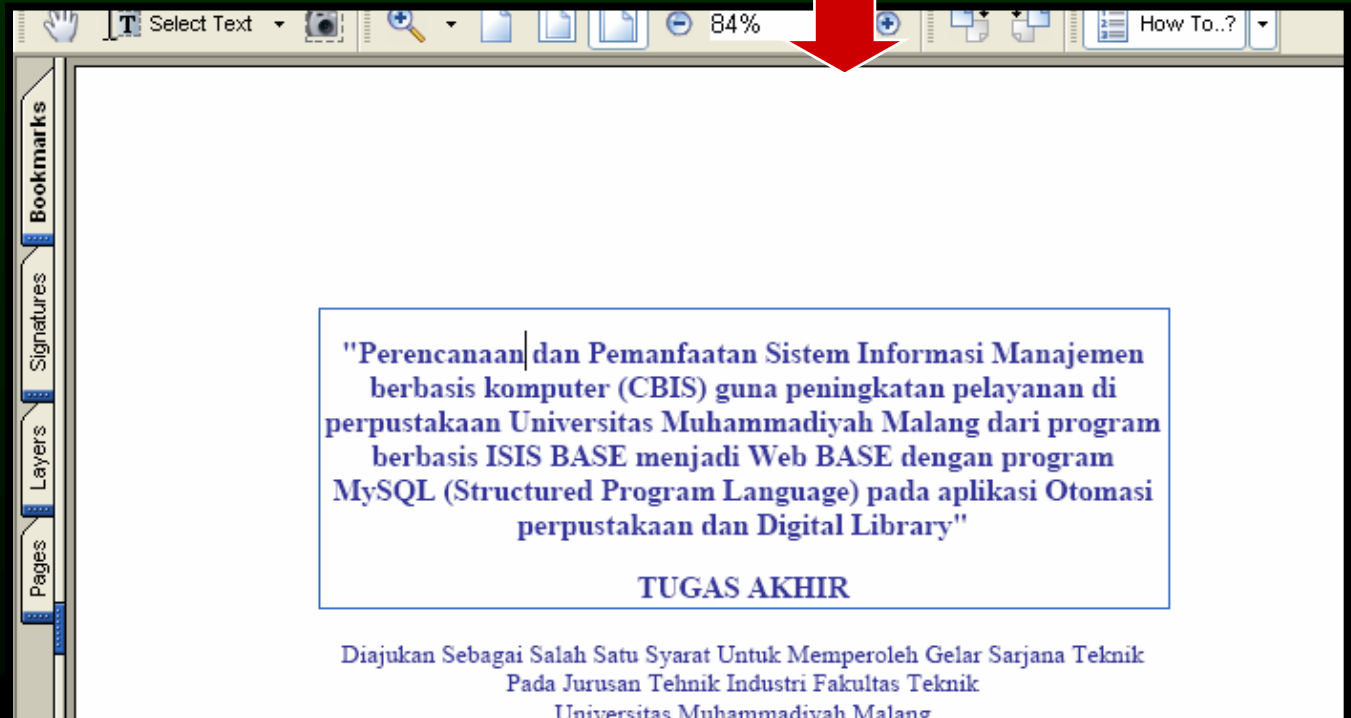 Select Text 84% How To..?
Bookmarks
Signatures
Layers
Pages
"Perencanaan dan Pemanfaatan Sistem Informasi Manajemen
berbasis komputer (CBIS) guna peningkatan pelayanan di
perpustakaan Universitas Muhammadiyah Malang dari program
berbasis ISIS BASE menjadi Web BASE dengan program
MySQL (Structured Program Language) pada aplikasi Otomasi
perpustakaan dan Digital Library"
TUGAS AKHIR
Diajukan Sebagai Salah Satu Syarat Untuk Memperoleh Gelar Sarjana Teknik
Pada Jurusan Tehnik Industri Fakultas Teknik
Universitas Muhammadiyah Malang